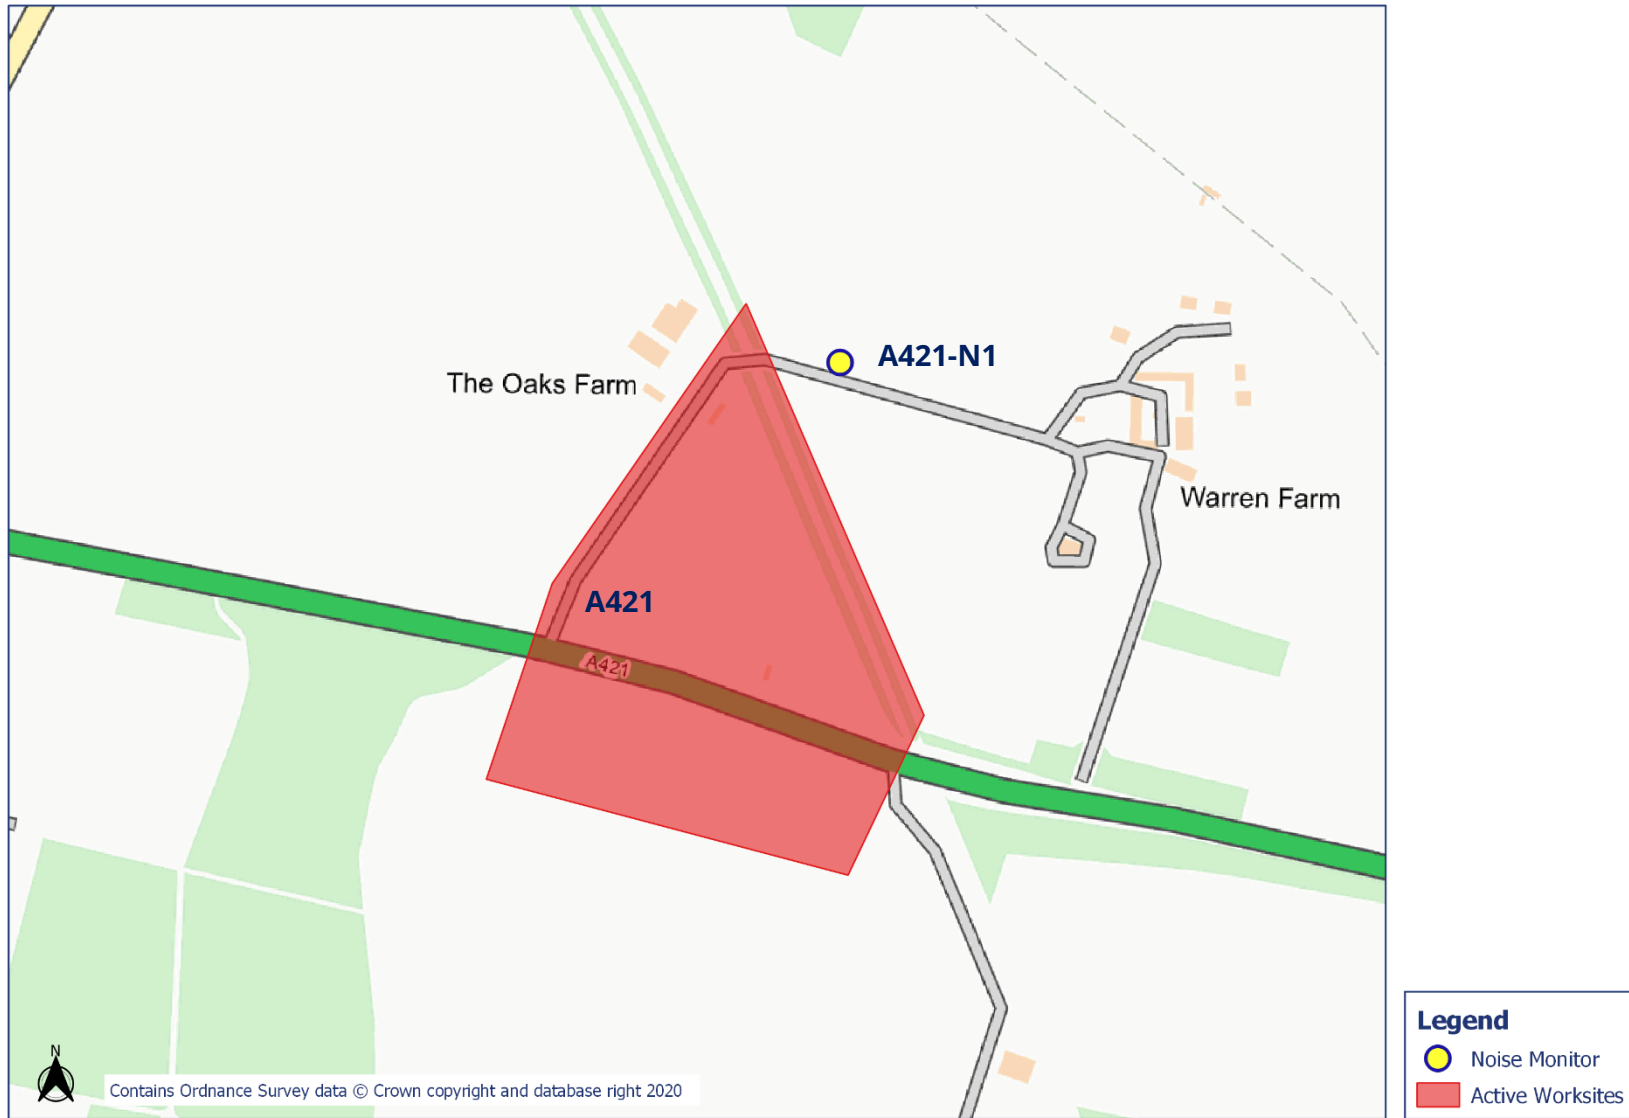 A421-N1
The Oaks Farm
Warren Farm
A421
A421
Legend
Noise Monitor
Active Worksites
N
Contains Ordnance Survey data © Crown copyright and database right 2020